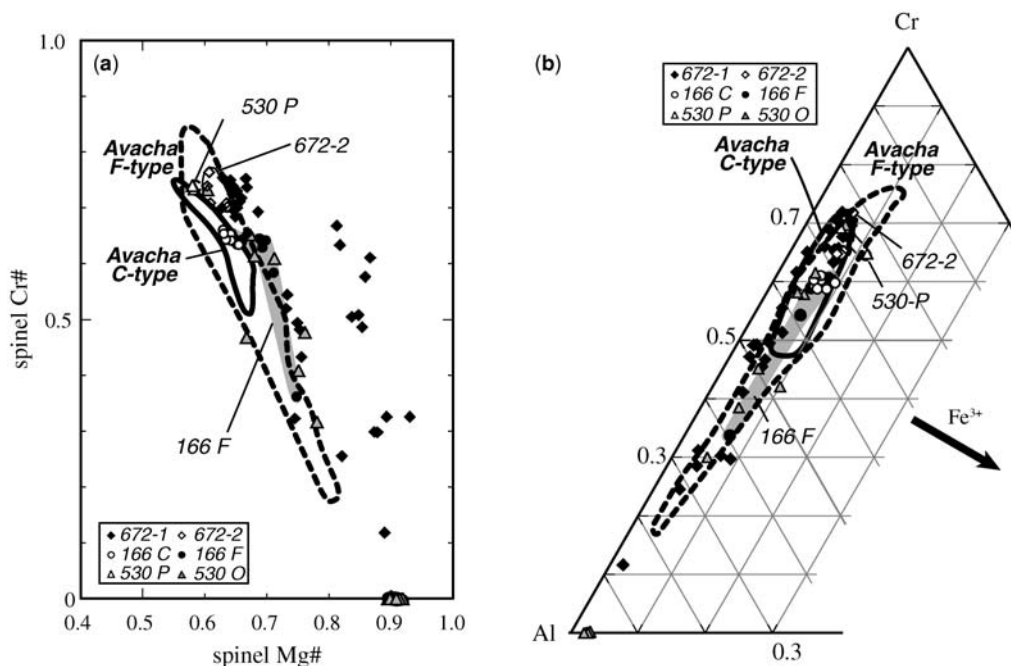 (a)
1.0
0.5
0
0.4 0.5 0.6 0.7 0.8 0.9 1.0
spinel Cr#
spinel Mg#
530 P
672-2
Avacha
F-type
Avacha
C-type
166 F
672-1 672-2
166 C 166 F
530 P 530 O
(b)
Cr
672-1 672-2
166 C 166 F
530 P 530 O
Avacha
C-type
Avacha
F-type
0.7
672-2
530-P
0.5
Fe³⁺
166 F
0.3
Al
0.3